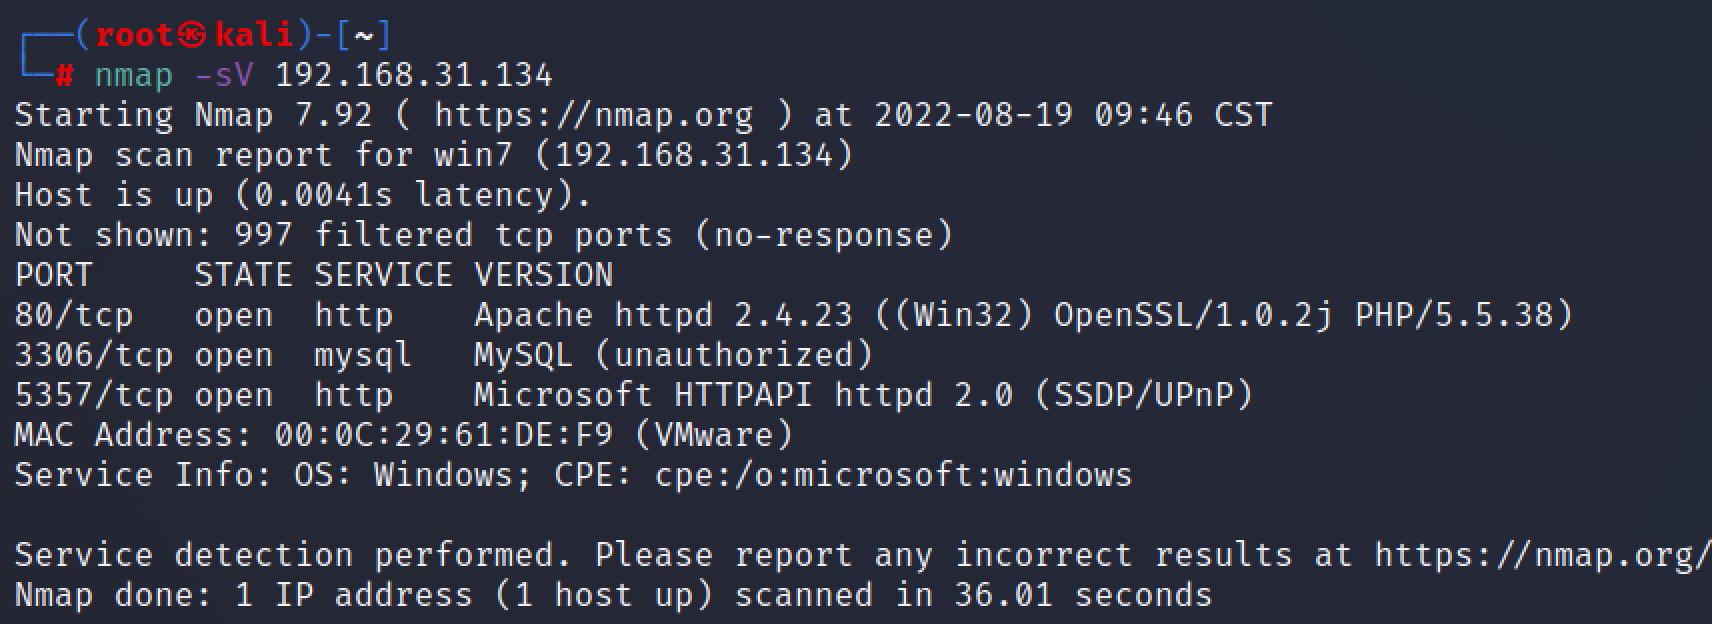 (root㉿kali)-[~]
# nmap -sV 192.168.31.134
Starting Nmap 7.92 ( https://nmap.org ) at 2022-08-19 09:46 CST
Nmap scan report for win7 (192.168.31.134)
Host is up (0.0041s latency).
Not shown: 997 filtered tcp ports (no-response)
PORT     STATE SERVICE VERSION
80/tcp   open  http    Apache httpd 2.4.23 ((Win32) OpenSSL/1.0.2j PHP/5.5.38)
3306/tcp open  mysql   MySQL (unauthorized)
5357/tcp open  http    Microsoft HTTPAPI httpd 2.0 (SSDP/UPnP)
MAC Address: 00:0C:29:61:DE:F9 (VMware)
Service Info: OS: Windows; CPE: cpe:/o:microsoft:windows
Service detection performed. Please report any incorrect results at https://nmap.org/
Nmap done: 1 IP address (1 host up) scanned in 36.01 seconds